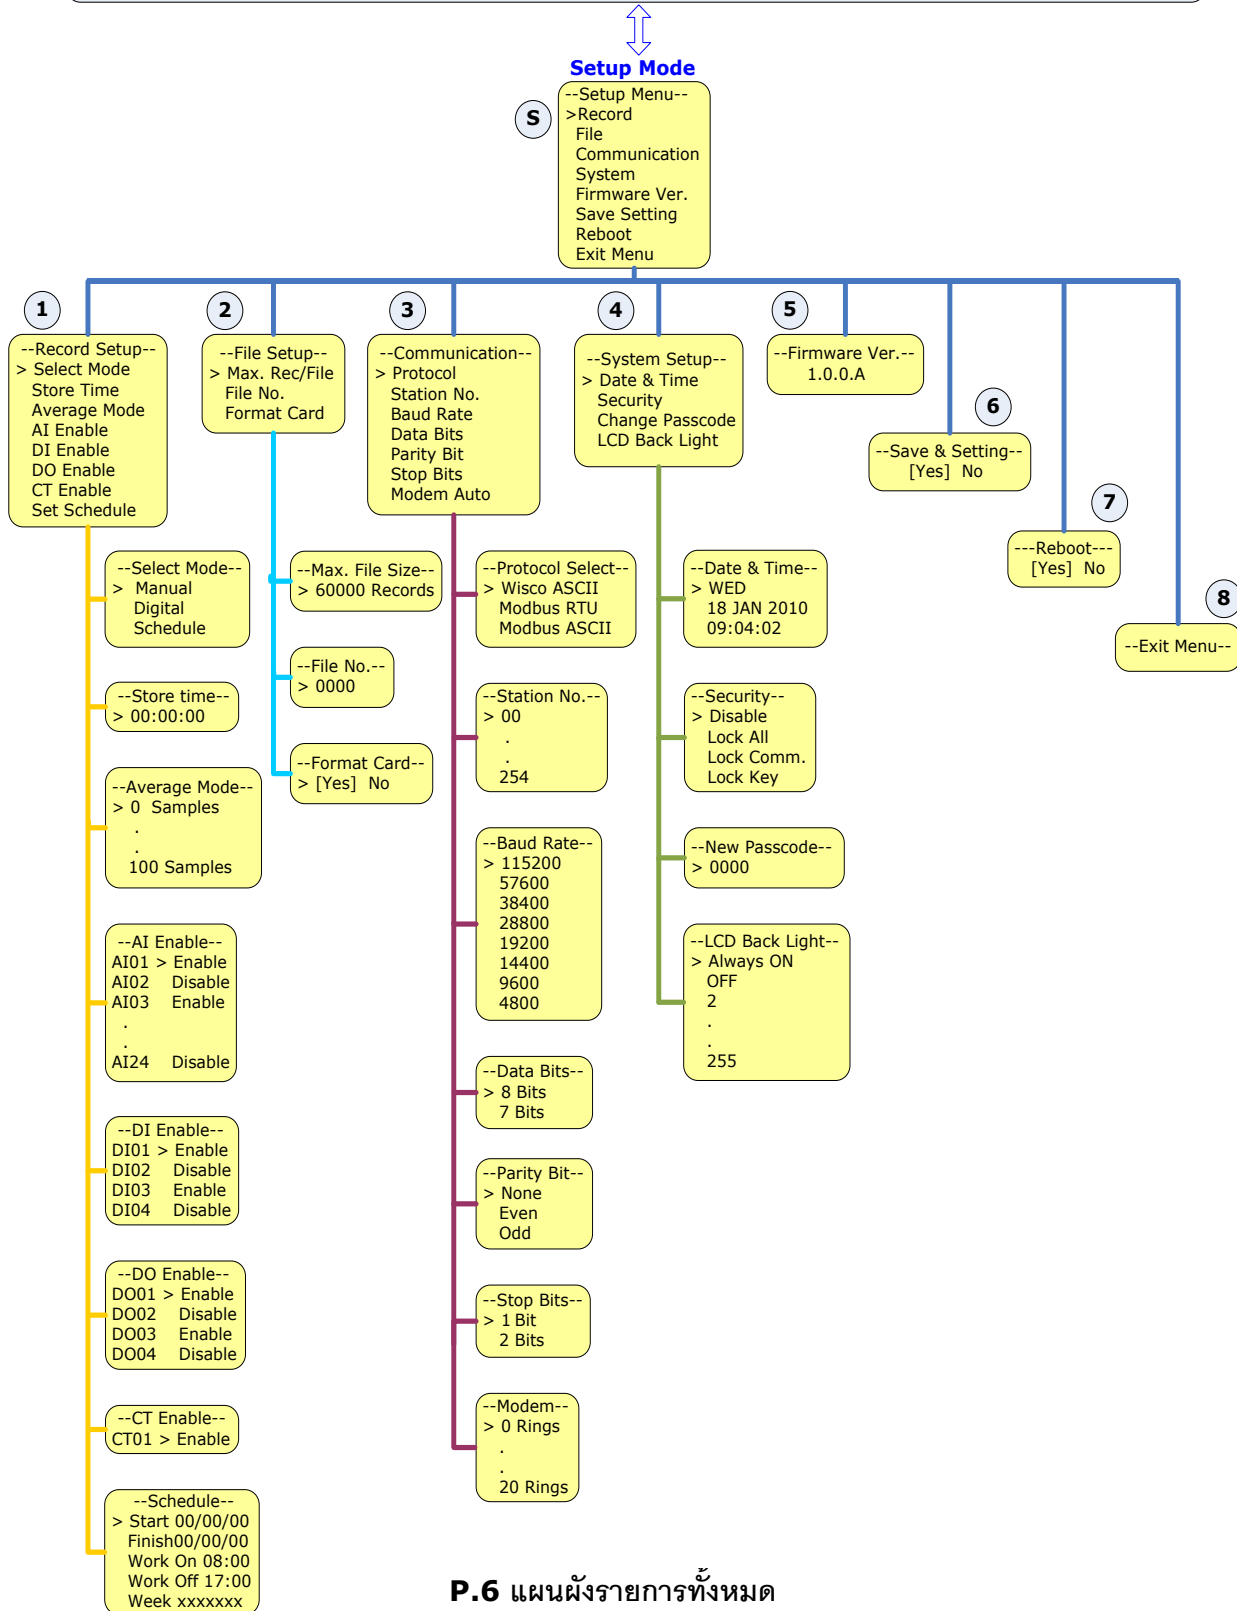 Setup Mode
S
--Setup Menu--
>Record
File
Communication
System
Firmware Ver.
Save Setting
Reboot
Exit Menu
1
--Record Setup--
> Select Mode
Store Time
Average Mode
AI Enable
DI Enable
DO Enable
CT Enable
Set Schedule
--Select Mode--
> Manual
Digital
Schedule
--Store time--
> 00:00:00
--Average Mode--
> 0 Samples
.
.
100 Samples
--AI Enable--
AI01 > Enable
AI02 Disable
AI03 Enable
.
.
AI24 Disable
--DI Enable--
DI01 > Enable
DI02 Disable
DI03 Enable
DI04 Disable
--DO Enable--
DO01 > Enable
DO02 Disable
DO03 Enable
DO04 Disable
--CT Enable--
CT01 > Enable
--Schedule--
> Start 00/00/00
Finish00/00/00
Work On 08:00
Work Off 17:00
Week xxxxxxx
2
--File Setup--
> Max. Rec/File
File No.
Format Card
--Max. File Size--
> 60000 Records
--File No.--
> 0000
--Format Card--
> [Yes] No
3
--Communication--
> Protocol
Station No.
Baud Rate
Data Bits
Parity Bit
Stop Bits
Modem Auto
--Protocol Select--
> Wisco ASCII
Modbus RTU
Modbus ASCII
--Station No.--
> 00
.
.
254
--Baud Rate--
> 115200
57600
38400
28800
19200
14400
9600
4800
--Data Bits--
> 8 Bits
7 Bits
--Parity Bit--
> None
Even
Odd
--Stop Bits--
> 1 Bit
2 Bits
--Modem--
> 0 Rings
.
.
20 Rings
4
--System Setup--
> Date & Time
Security
Change Passcode
LCD Back Light
--Date & Time--
> WED
18 JAN 2010
09:04:02
--Security--
> Disable
Lock All
Lock Comm.
Lock Key
--New Passcode--
> 0000
--LCD Back Light--
> Always ON
OFF
2
.
.
255
5
--Firmware Ver.--
1.0.0.A
6
--Save & Setting--
[Yes] No
7
---Reboot---
[Yes] No
8
--Exit Menu--
P.6 แผนผังรายการทั้งหมด